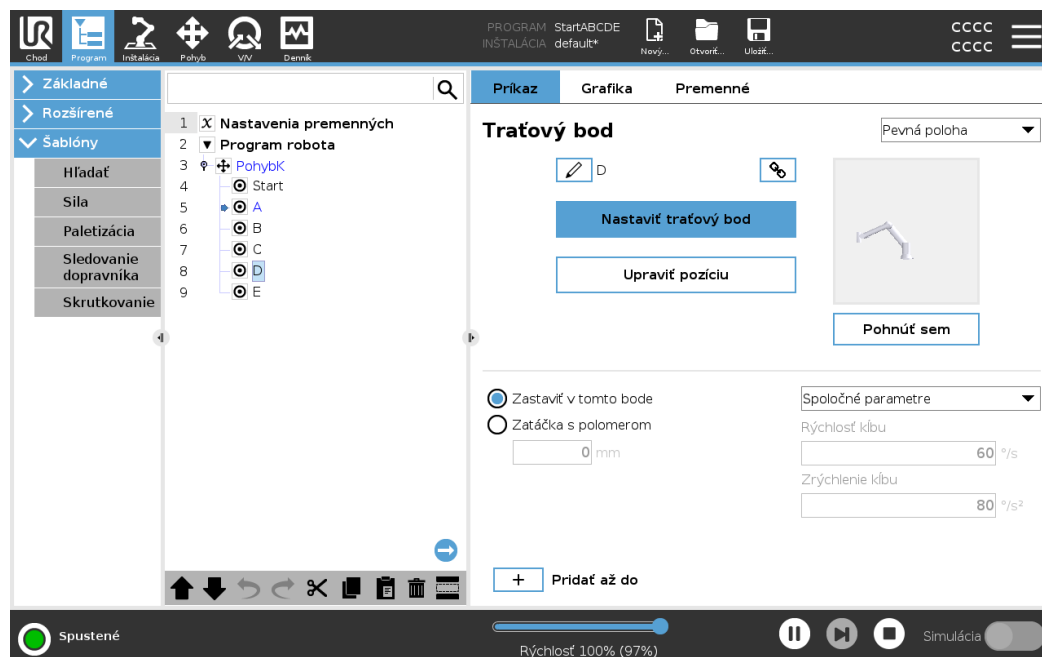 UR
Chod
Program
Inštalácia
Pohyb
V/V
Denník
PROGRAM StartABCDE
INŠTALÁCIA default*
Nový...
Otvoriť...
Uložiť...
CCCC
CCCC
Základné
Rozšírené
Šablóny
Hľadať
Sila
Paletizácia
Sledovanie
dopravníka
Skrutkovanie
1 X Nastavenia premenných
2 Program robota
3 PohybK
4 Start
5 A
6 B
7 C
8 D
9 E
Príkaz Grafika Premenné
Traťový bod
Pevná poloha
D
Nastaviť traťový bod
Upraviť pozíciu
Pohnúť sem
Zastaviť v tomto bode
Zatáčka s polomerom
0 mm
Spoločné parametre
Rýchlosť kĺbu
60 °/s
Zrýchlenie kĺbu
80 °/s²
+ Pridať až do
Spustené
Rýchlosť 100% (97%)
Simulácia